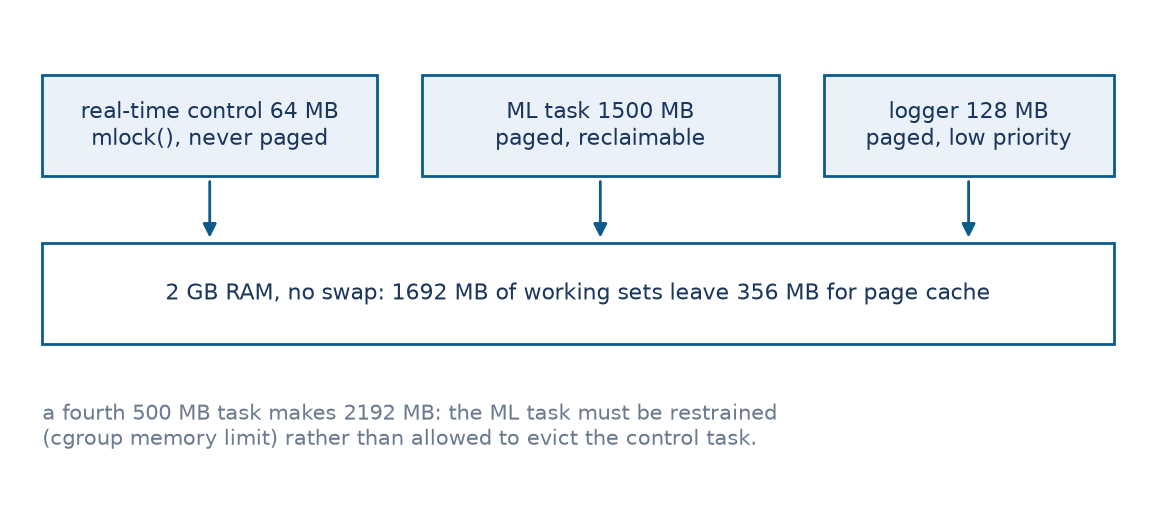 real-time control 64 MB
mlock(), never paged
ML task 1500 MB
paged, reclaimable
logger 128 MB
paged, low priority
2 GB RAM, no swap: 1692 MB of working sets leave 356 MB for page cache
a fourth 500 MB task makes 2192 MB: the ML task must be restrained
(cgroup memory limit) rather than allowed to evict the control task.